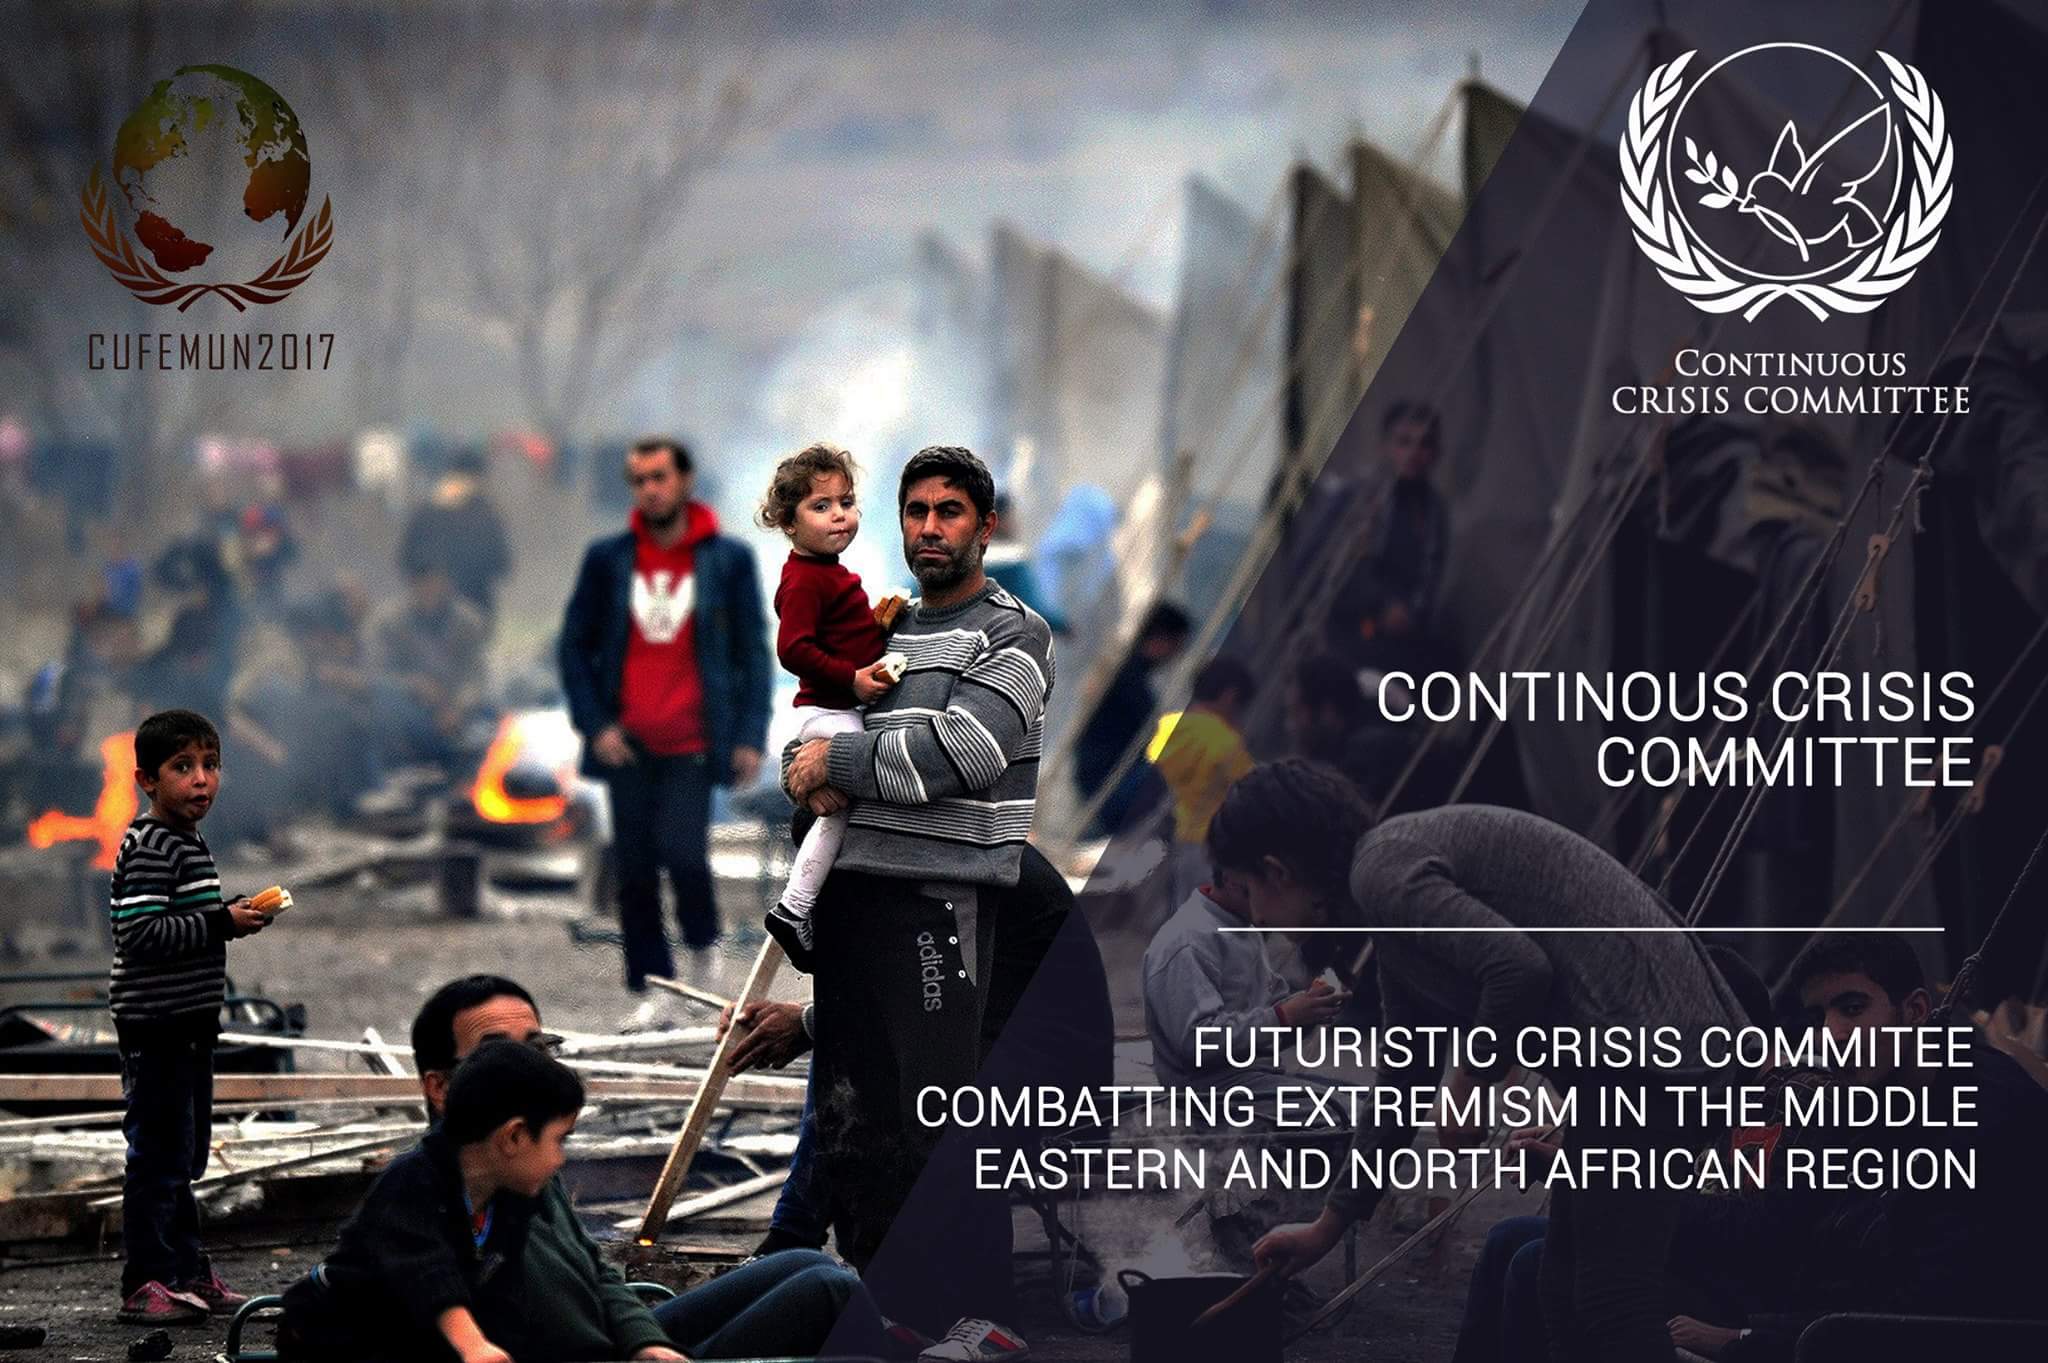 CUFEMUN2017
CONTINUOUS
CRISIS COMMITTEE
CONTINOUS CRISIS
COMMITTEE
FUTURISTIC CRISIS COMMITEE
COMBATTING EXTREMISM IN THE MIDDLE
EASTERN AND NORTH AFRICAN REGION
adidas